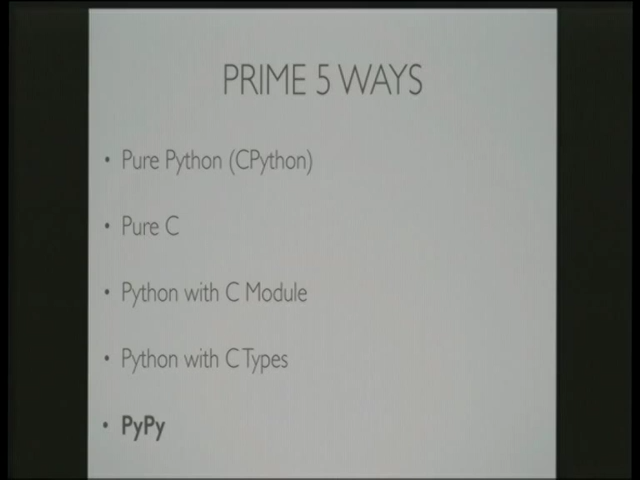 PRIME 5 WAYS
• Pure Python (CPython)
• Pure C
• Python with C Module
• Python with C Types
• PyPy